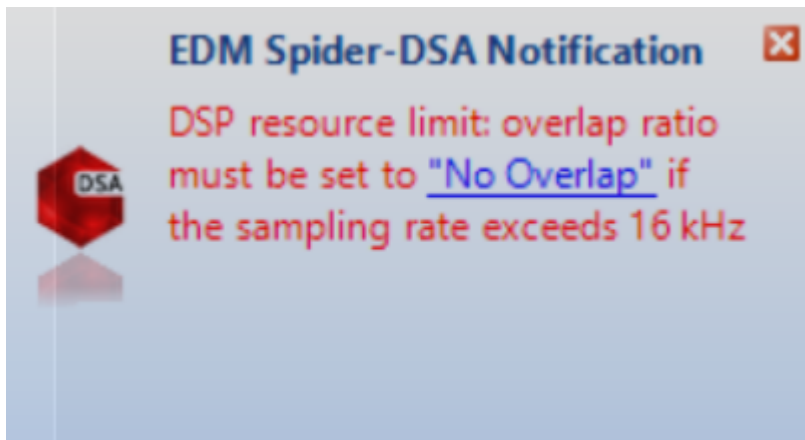 EDM Spider-DSA Notification
DSP resource limit: overlap ratio
must be set to "No Overlap" if
the sampling rate exceeds 16 kHz
DSA